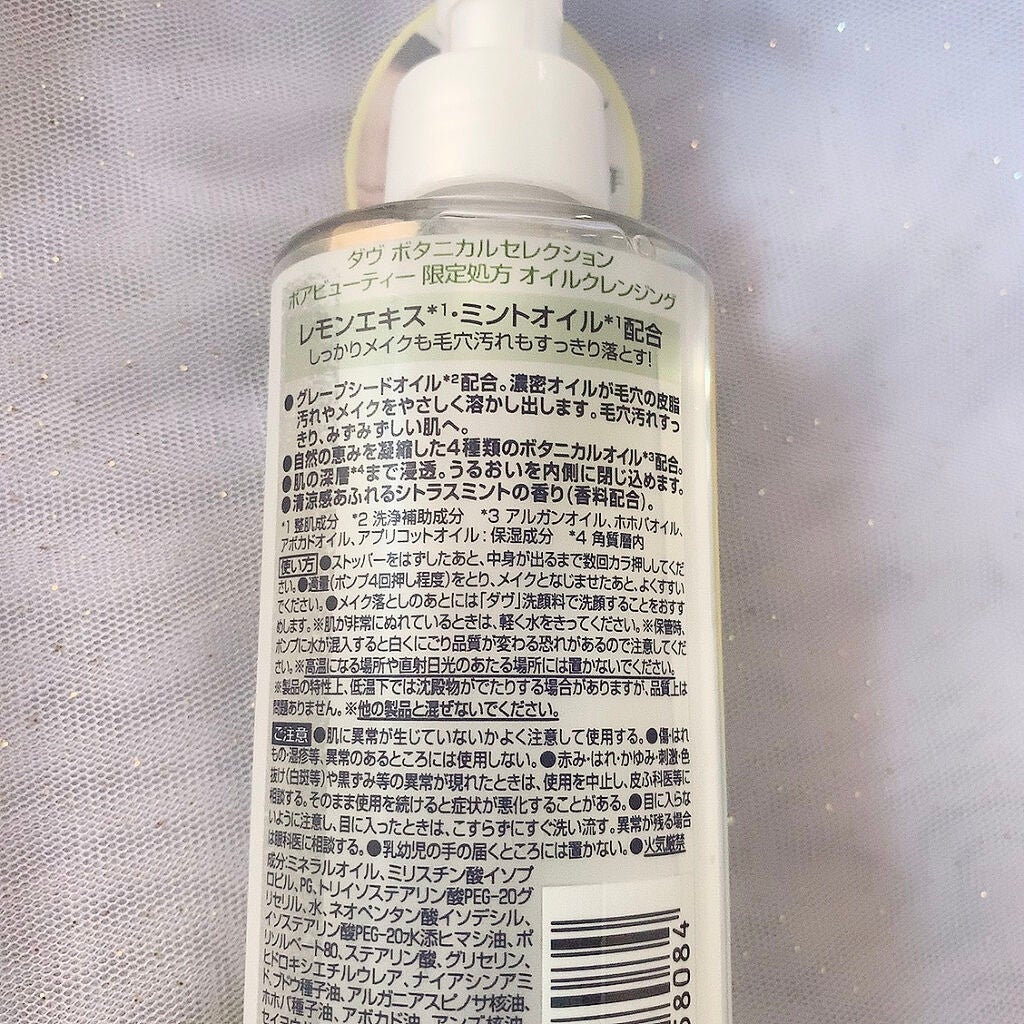 ダヴ ボタニカルセレクション
ポアビューティー 限定処方 オイルクレンジング
レモンエキス*1・ミントオイル*1配合
しっかりメイクも毛穴汚れもすっきり落とす!
●グレープシードオイル*2配合。濃密オイルが毛穴の皮脂
汚れやメイクをやさしく溶かし出します。毛穴汚れすっ
きり、みずみずしい肌へ。
●自然の恵みを凝縮した4種類のボタニカルオイル*3配合。
●肌の深層*4まで浸透。うるおいを内側に閉じ込めます。
●清涼感あふれるシトラスミントの香り(香料配合)。
*1 整肌成分 *2 洗浄補助成分 *3 アルガンオイル、ホホバオイル、
アボカドオイル、アプリコットオイル:保湿成分 *4 角質層内
使い方 ●ストッパーをはずしたあと、中身が出るまで数回カラ押ししてくだ
さい。●適量(ポンプ4回押し程度)をとり、メイクとなじませたあと、よくすすい
でください。●メイク落としのあとには「ダヴ」洗顔料で洗顔することをおすす
めします。※肌が非常にぬれているときは、軽く水をきってください。※保管時、
ポンプに水が混入すると白くにごり品質が変わる恐れがあるので注意してくだ
さい。※高温になる場所や直射日光のあたる場所には置かないでください。
※製品の特性上、低温下では沈殿物がでたりする場合がありますが、品質上は
問題ありません。※他の製品と混ぜないでください。
ご注意 ●肌に異常が生じていないかよく注意して使用する。●傷・はれ
もの・湿疹等、異常のあるところには使用しない。●赤み・はれ・かゆみ・刺激・色
抜け(白斑等)や黒ずみ等の異常が現れたときは、使用を中止し、皮ふ科医等に
相談する。そのまま使用を続けると症状が悪化することがある。●目に入らな
いように注意し、目に入ったときは、こすらずにすぐ洗い流す。異常が残る場合
は眼科医に相談する。●乳幼児の手の届くところには置かない。●火気厳禁
成分:ミネラルオイル、ミリスチン酸イソプ
ロピル、PG、トリイソステアリン酸PEG-20グ
リセリル、水、ネオペンタン酸イソデシル、
イソステアリン酸PEG-20水添ヒマシ油、ポ
リソルベート80、ステアリン酸、グリセリン、
ヒドロキシエチルウレア、ナイアシンアミ
ド、ブドウ種子油、アルガニアスピノサ核油、
ホホバ種子油、アボカド油、アンズ核油、
68084